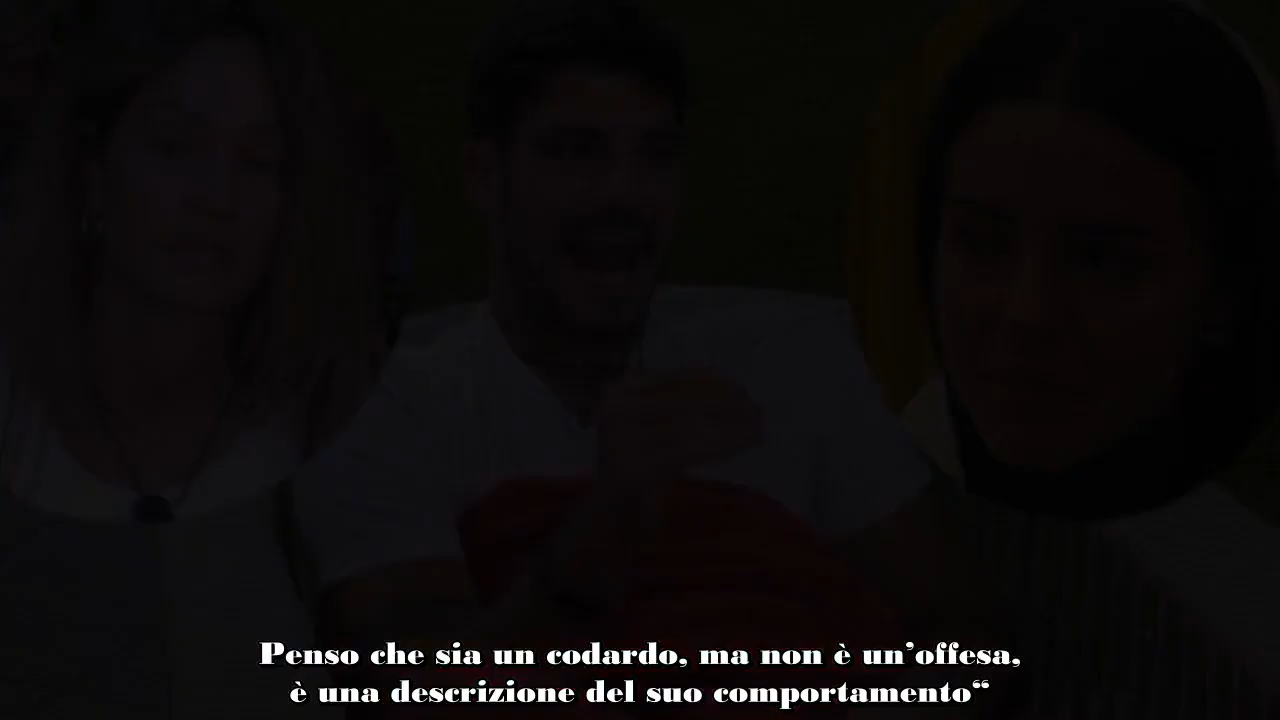 Penso che sia un codardo, ma non è un’offesa,
è una descrizione del suo comportamento“